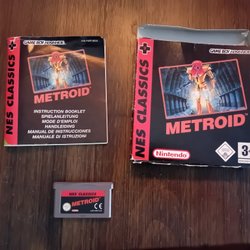 GAME BOY ADVANCE
NES CLASSICS
METROID
INSTRUCTION BOOKLET
SPIELANLEITUNG
MODE D'EMPLOI
HANDLEIDING
MANUAL DE INSTRUCCIONES
MANUALE DI ISTRUZIONI
GAME BOY ADVANCE
NES CLASSICS
METROID
Nintendo
3+
NES CLASSICS
METROID